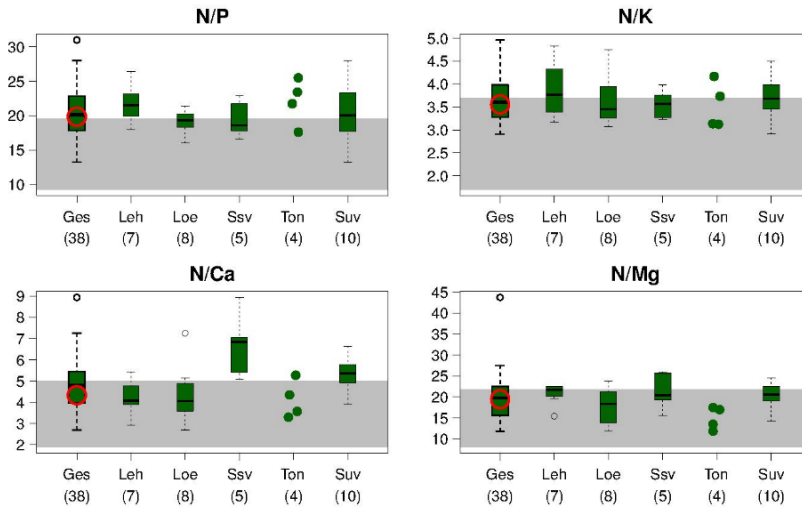 N/P
30
25
20
15
10
Ges Leh Loe Ssv Ton Suv
(38) (7) (8) (5) (4) (10)
N/K
5.0
4.5
4.0
3.5
3.0
2.5
2.0
Ges Leh Loe Ssv Ton Suv
(38) (7) (8) (5) (4) (10)
N/Ca
9
8
7
6
5
4
3
2
Ges Leh Loe Ssv Ton Suv
(38) (7) (8) (5) (4) (10)
N/Mg
45
40
35
30
25
20
15
10
Ges Leh Loe Ssv Ton Suv
(38) (7) (8) (5) (4) (10)